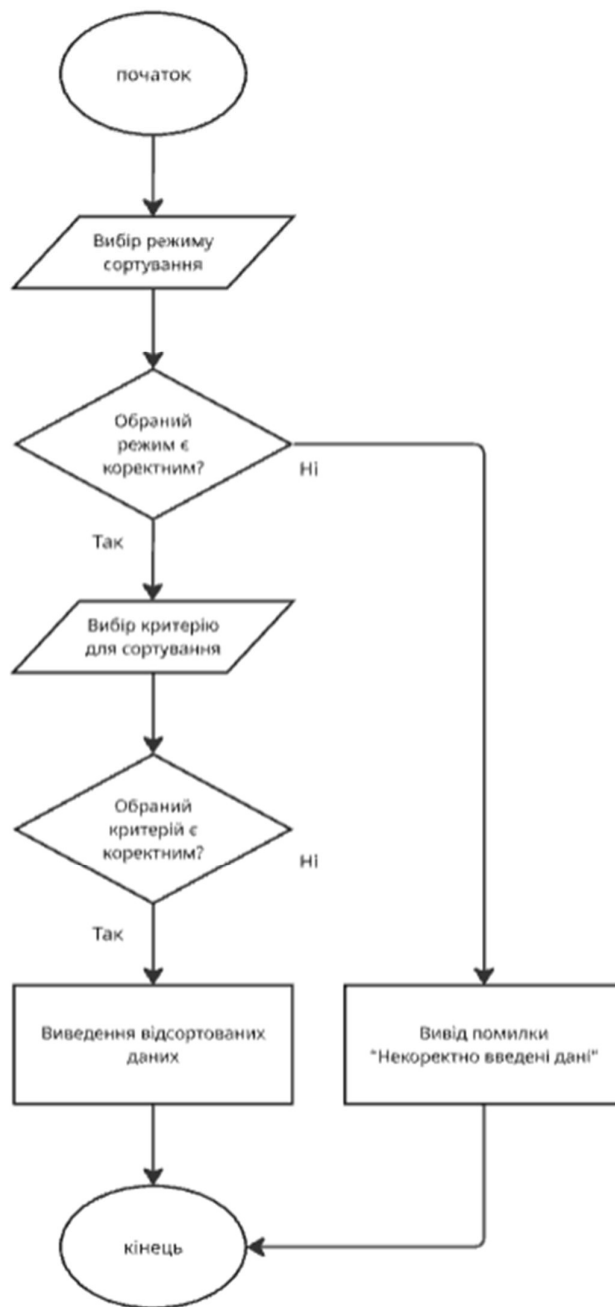 початок
Вибір режиму
сортування
Обраний
режим є
коректним?
Ні
Так
Вибір критерію
для сортування
Обраний
критерій є
коректним?
Ні
Так
Виведення відсортованих
даних
Вивід помилки
"Некоректно введені дані"
кінець